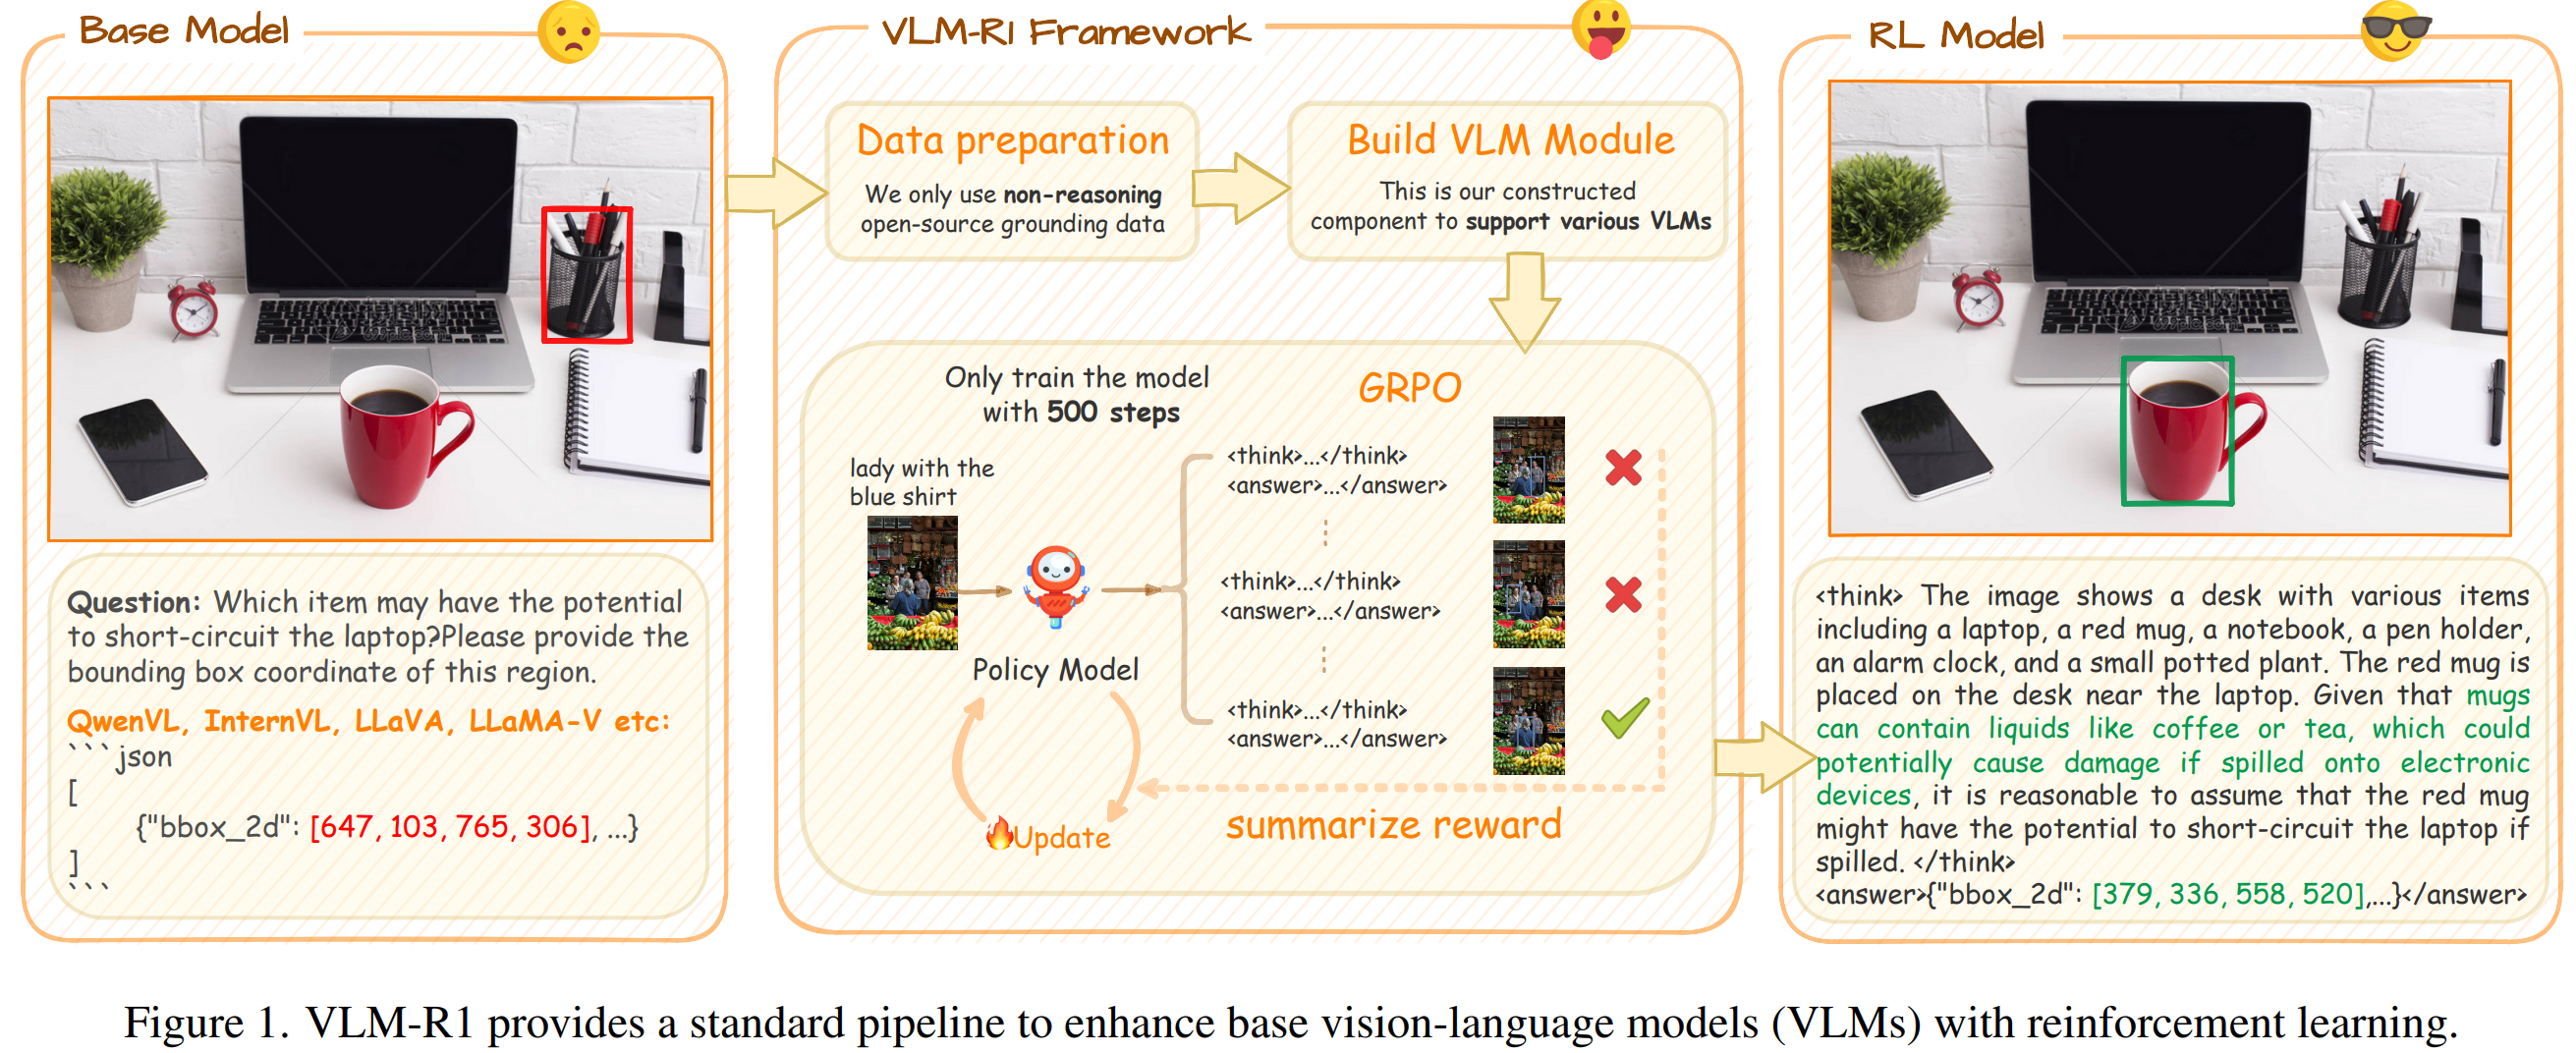 Base Model
Question: Which item may have the potential
to short-circuit the laptop?Please provide the
bounding box coordinate of this region.
QwenVL, InternVL, LLaVA, LLaMA-V etc:
```json
[
{"bbox_2d": [647, 103, 765, 306], ...}
]
```
VLM-R1 Framework
Data preparation
We only use non-reasoning
open-source grounding data
Build VLM Module
This is our constructed
component to support various VLMs
Only train the model
with 500 steps
GRPO
lady with the
blue shirt
Policy Model
<think>...</think>
<answer>...</answer>
<think>...</think>
<answer>...</answer>
<think>...</think>
<answer>...</answer>
Update
summarize reward
RL Model
<think> The image shows a desk with various items
including a laptop, a red mug, a notebook, a pen holder,
an alarm clock, and a small potted plant. The red mug is
placed on the desk near the laptop. Given that mugs
can contain liquids like coffee or tea, which could
potentially cause damage if spilled onto electronic
devices, it is reasonable to assume that the red mug
might have the potential to short-circuit the laptop if
spilled. </think>
<answer>{"bbox_2d": [379, 336, 558, 520],...}</answer>
Figure 1. VLM-R1 provides a standard pipeline to enhance base vision-language models (VLMs) with reinforcement learning.